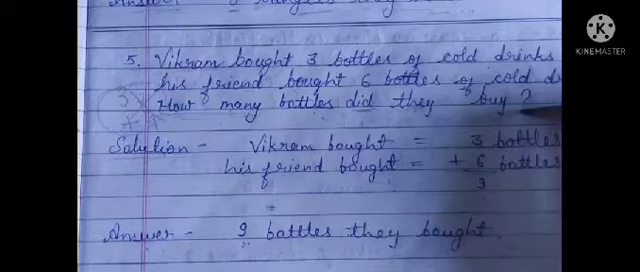 5. Vikram bought 3 bottles of cold drinks
his friend bought 6 bottles of cold
How many bottles did they buy ?
Solution - Vikram bought = 3 bottles
his friend bought = + 6 bottles
9
Answer - 9 bottles they bought.
KINEMASTER